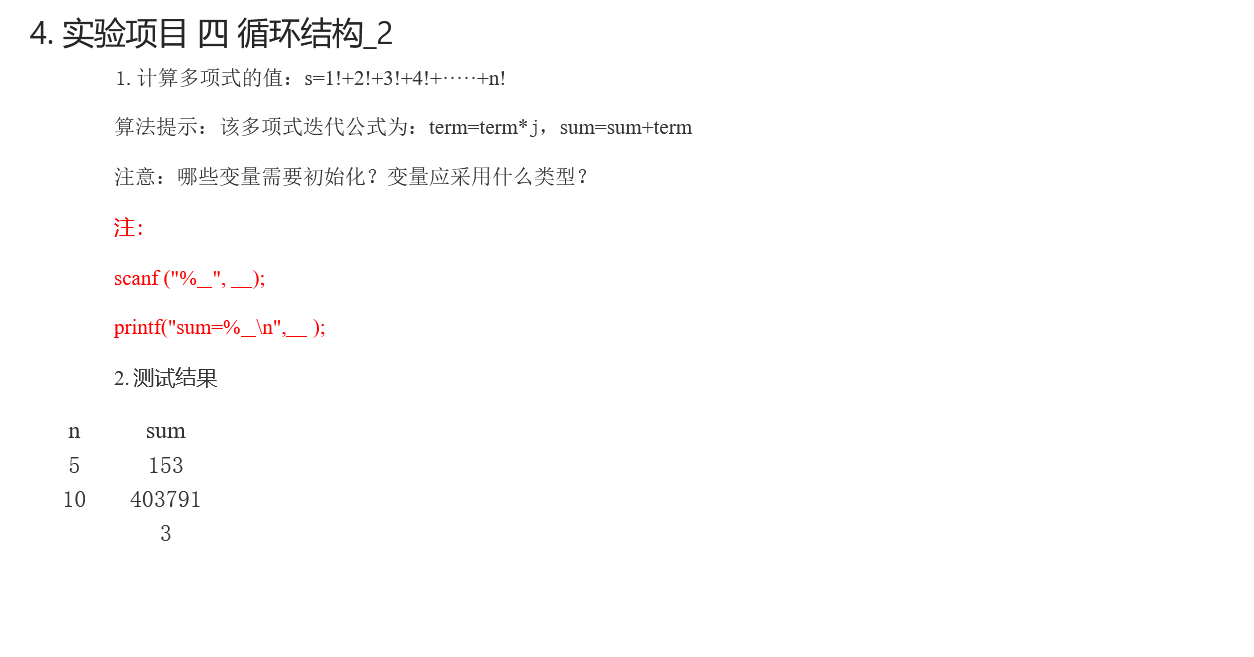 4. 实验项目 四 循环结构_2
1. 计算多项式的值：s=1!+2!+3!+4!+·····+n!
算法提示：该多项式迭代公式为：term=term*j，sum=sum+term
注意：哪些变量需要初始化？变量应采用什么类型？
注：
scanf ("%_", __);
printf("sum=%_\n",__ );
2. 测试结果
n sum
5 153
10 403791
3